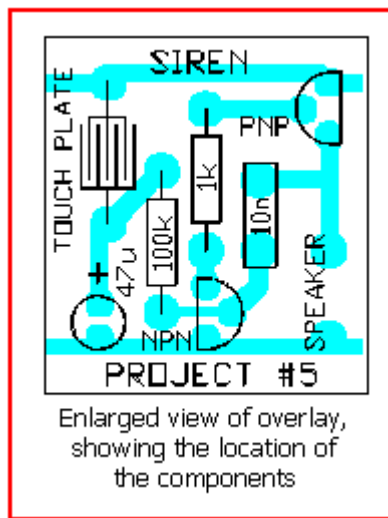 SIREN
TOUCH PLATE
PNP
1k
10n
100k
+
47u
SPEAKER
NPN
PROJECT #5
Enlarged view of overlay,
showing the location of
the components